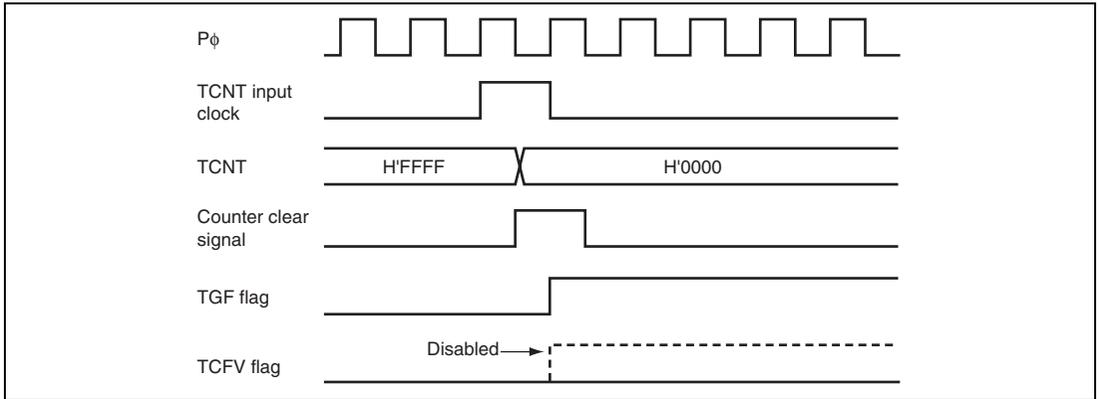 Pϕ
TCNT input
clock
TCNT
H'FFFF
H'0000
Counter clear
signal
TGF flag
Disabled
TCFV flag